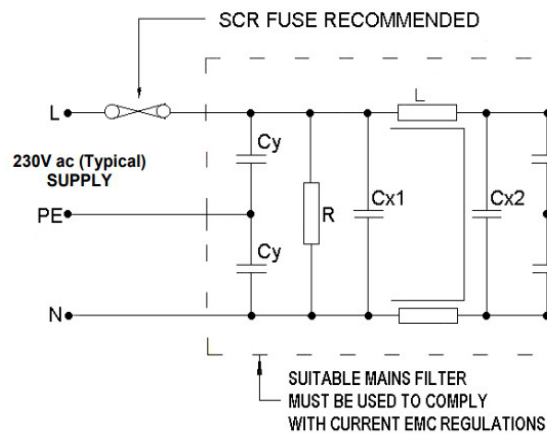 SCR FUSE RECOMMENDED
L
L
230V ac (Typical)
SUPPLY
Cy
PE
R
Cx1
Cx2
Cy
N
SUITABLE MAINS FILTER
MUST BE USED TO COMPLY
WITH CURRENT EMC REGULATIONS